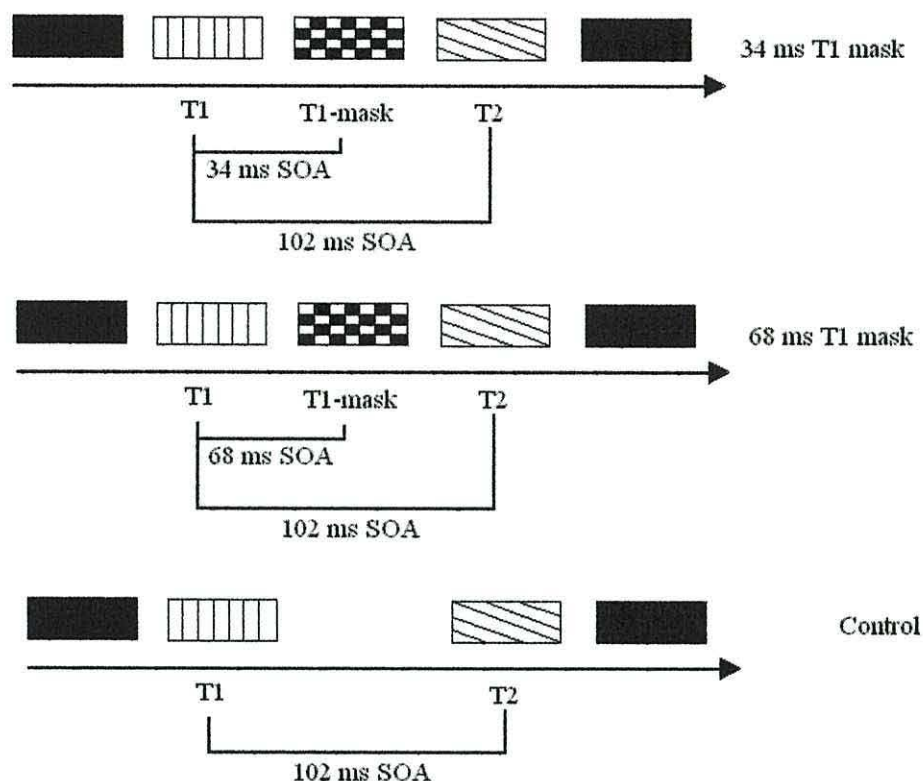 34 ms T1 mask
T1 T1-mask T2
34 ms SOA
102 ms SOA
68 ms T1 mask
T1 T1-mask T2
68 ms SOA
102 ms SOA
Control
T1 T2
102 ms SOA